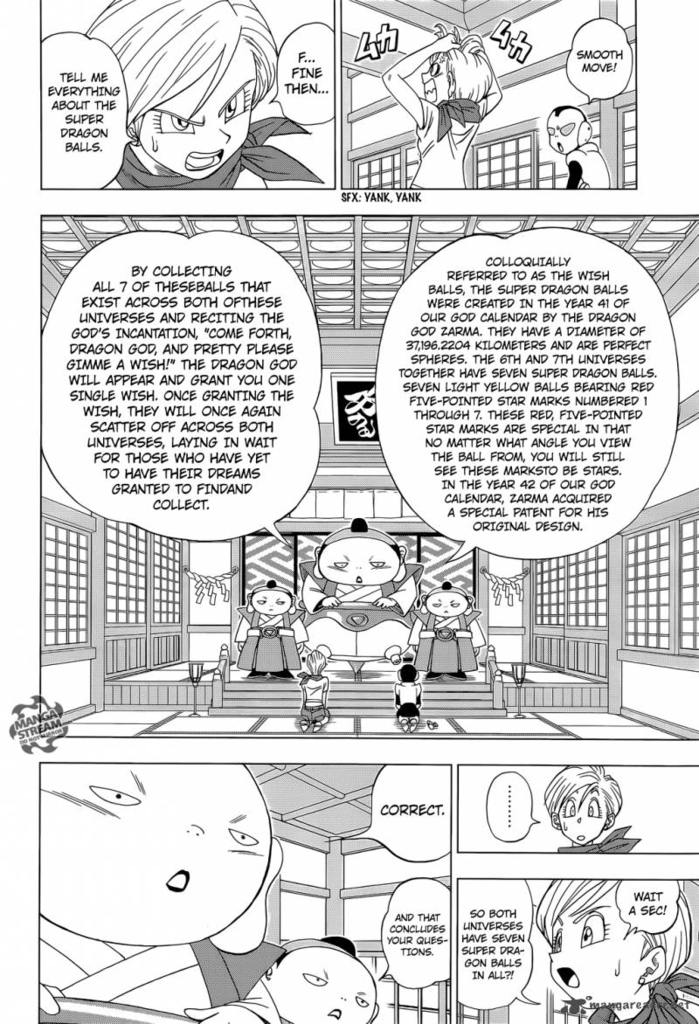 F...
FINE
THEN...
TELL ME
EVERYTHING
ABOUT THE
SUPER
DRAGON
BALLS.
ムカ
ムカ
SMOOTH
MOVE!
SFX: YANK, YANK
COLLOQUIALLY
REFERRED TO AS THE WISH
BALLS, THE SUPER DRAGON BALLS
WERE CREATED IN THE YEAR 41 OF
OUR GOD CALENDAR BY THE DRAGON
GOD ZARMA. THEY HAVE A DIAMETER OF
37,196.2204 KILOMETERS AND ARE PERFECT
SPHERES. THE 6TH AND 7TH UNIVERSES
TOGETHER HAVE SEVEN SUPER DRAGON BALLS.
SEVEN LIGHT YELLOW BALLS BEARING RED
FIVE-POINTED STAR MARKS NUMBERED 1
THROUGH 7. THESE RED, FIVE-POINTED
STAR MARKS ARE SPECIAL IN THAT
NO MATTER WHAT ANGLE YOU VIEW
THE BALL FROM, YOU WILL STILL
SEE THESE MARKSTO BE STARS.
IN THE YEAR 42 OF OUR GOD
CALENDAR, ZARMA ACQUIRED
A SPECIAL PATENT FOR HIS
ORIGINAL DESIGN.
BY COLLECTING
ALL 7 OF THESEBALLS THAT
EXIST ACROSS BOTH OFTHESE
UNIVERSES AND RECITING THE
GOD'S INCANTATION, "COME FORTH,
DRAGON GOD, AND PRETTY PLEASE
GIMME A WISH!" THE DRAGON GOD
WILL APPEAR AND GRANT YOU ONE
SINGLE WISH. ONCE GRANTING THE
WISH, THEY WILL ONCE AGAIN
SCATTER OFF ACROSS BOTH
UNIVERSES, LAYING IN WAIT
FOR THOSE WHO HAVE YET
TO HAVE THEIR DREAMS
GRANTED TO FINDAND
COLLECT.
MANGA
STREAM
CORRECT.
AND THAT
CONCLUDES
YOUR QUES-
TIONS.
........
WAIT
A SEC!
SO BOTH
UNIVERSES
HAVE SEVEN
SUPER DRA-
GON BALLS
IN ALL?!